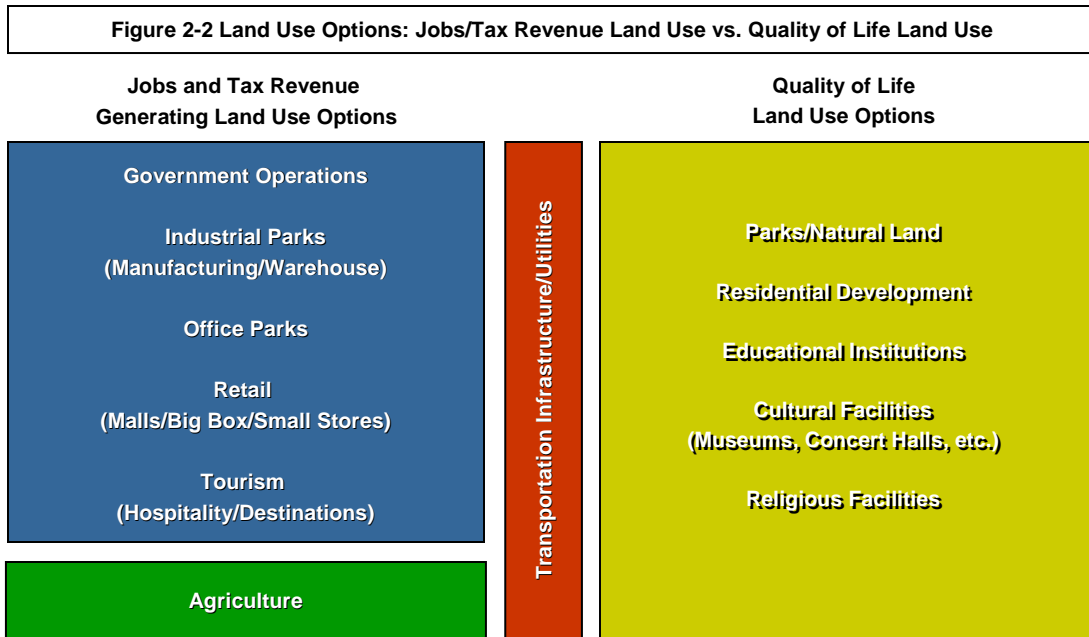 Figure 2-2 Land Use Options: Jobs/Tax Revenue Land Use vs. Quality of Life Land Use
Jobs and Tax Revenue
Generating Land Use Options
Government Operations
Industrial Parks
(Manufacturing/Warehouse)
Office Parks
Retail
(Malls/Big Box/Small Stores)
Tourism
(Hospitality/Destinations)
Agriculture
Transportation Infrastructure/Utilities
Quality of Life
Land Use Options
Parks/Natural Land
Residential Development
Educational Institutions
Cultural Facilities
(Museums, Concert Halls, etc.)
Religious Facilities